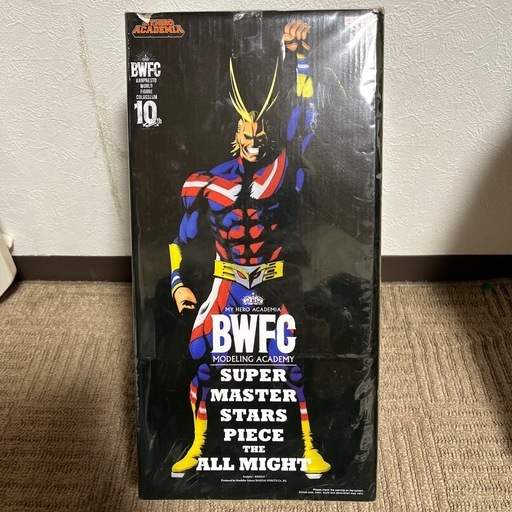 MY HERO
ACADEMIA
BWFC
BANPRESTO
WORLD
FIGURE
COLOSSEUM
10th
MY HERO ACADEMIA
BWFC
MODELING ACADEMY
SUPER
MASTER
STARS
PIECE
THE
ALL MIGHT